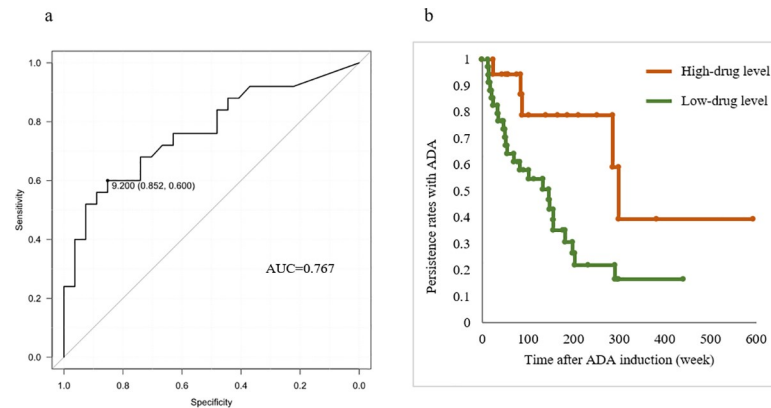 a
1.0
0.8
0.6
0.4
0.2
0.0
Sensitivity
9.200 (0.852, 0.600)
AUC=0.767
1.0 0.8 0.6 0.4 0.2 0.0
Specificity
b
1
0.9
0.8
0.7
0.6
0.5
0.4
0.3
0.2
0.1
0
Persistence rates with ADA
High-drug level
Low-drug level
0 100 200 300 400 500 600
Time after ADA induction (week)